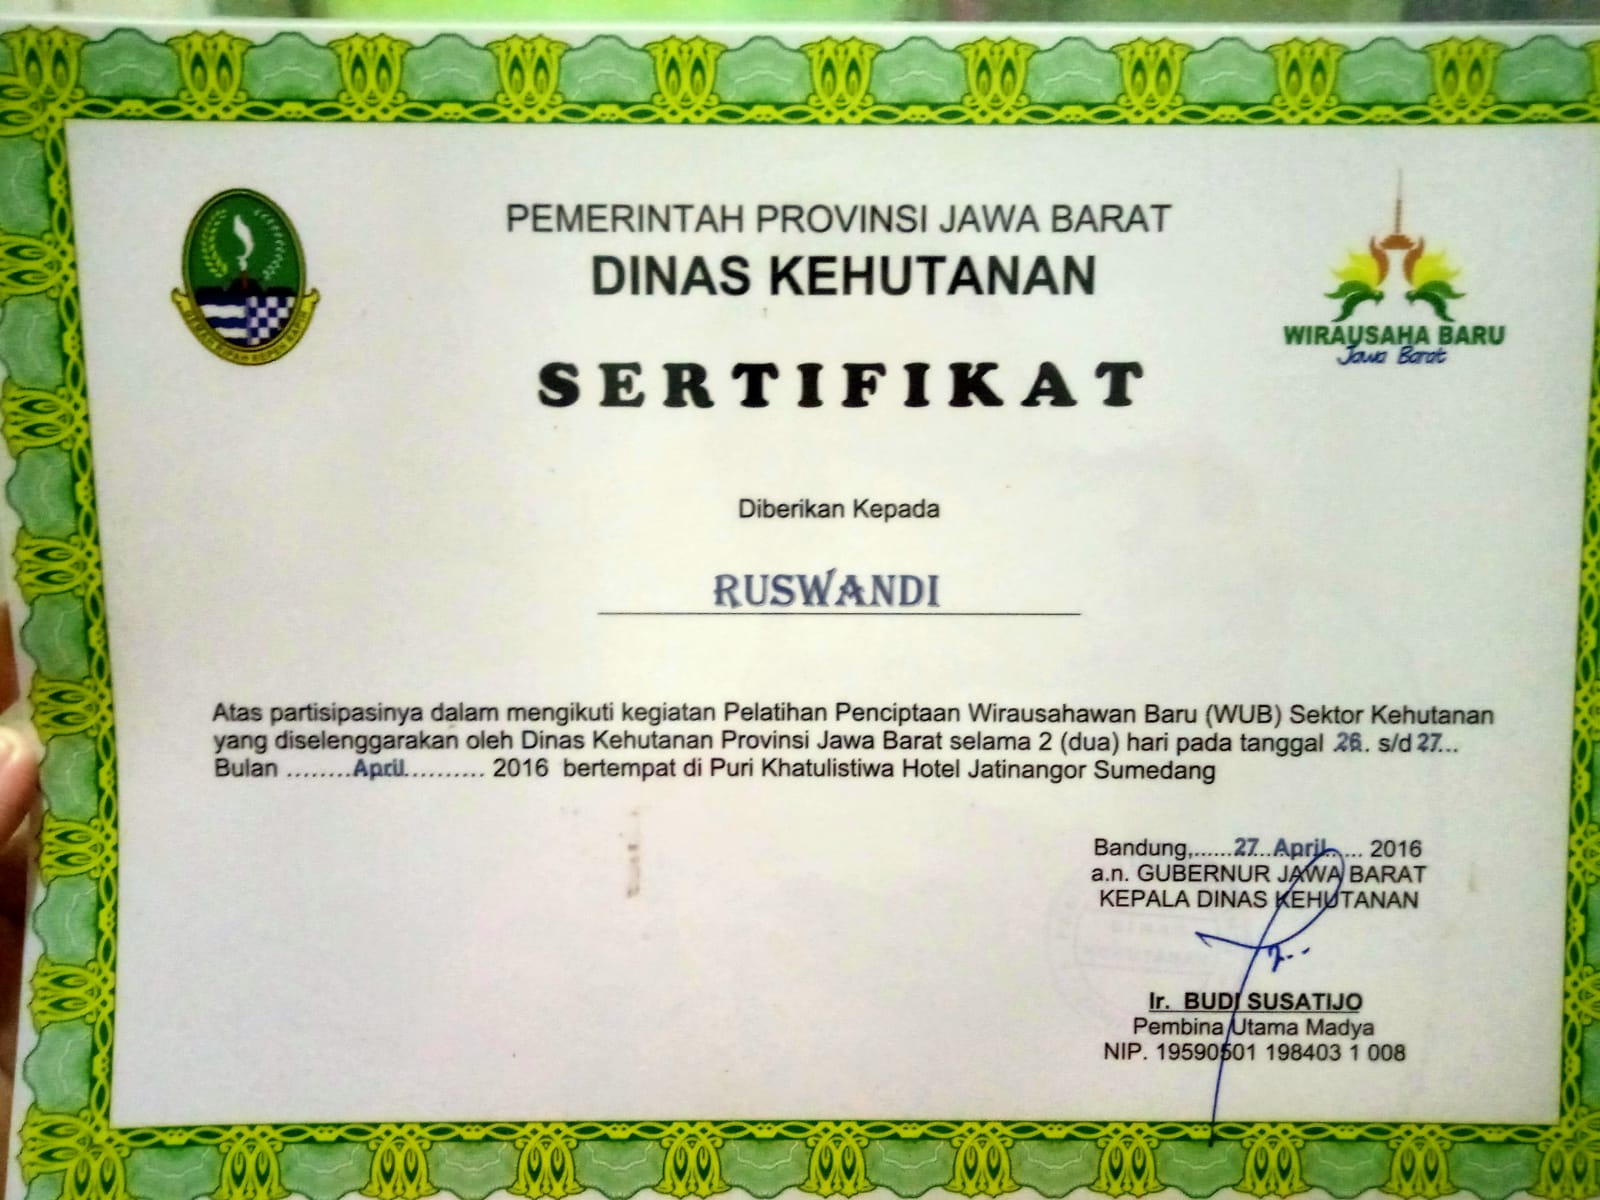 PEMERINTAH PROVINSI JAWA BARAT
DINAS KEHUTANAN
WIRAUSAHA BARU
Jawa Barat
SERTIFIKAT
Diberikan Kepada
RUSWANDI
Atas partisipasinya dalam mengikuti kegiatan Pelatihan Penciptaan Wirausahawan Baru (WUB) Sektor Kehutanan
yang diselenggarakan oleh Dinas Kehutanan Provinsi Jawa Barat selama 2 (dua) hari pada tanggal .26. s/d 27...
Bulan ........April........... 2016 bertempat di Puri Khatulistiwa Hotel Jatinangor Sumedang
Bandung,......27...April...... 2016
a.n. GUBERNUR JAWA BARAT
KEPALA DINAS KEHUTANAN
Ir. BUDI SUSATIJO
Pembina Utama Madya
NIP. 19590501 198403 1 008